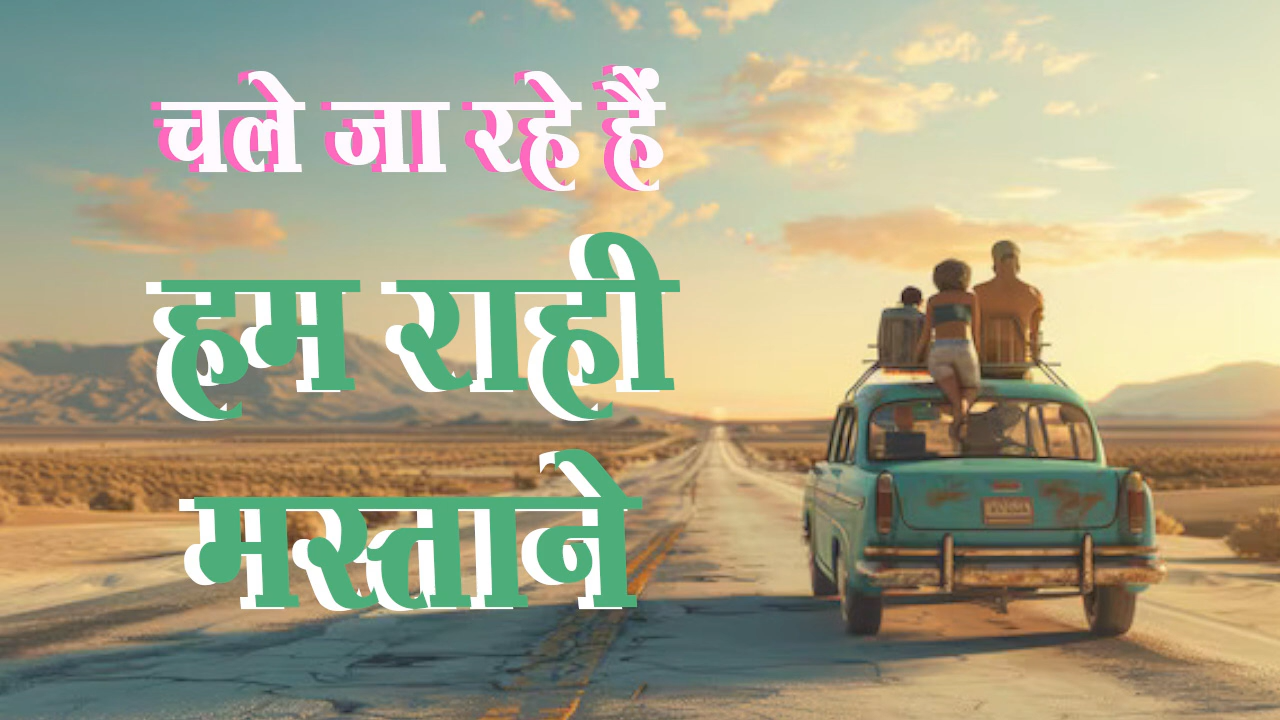 चले जा रहे हैं
हम राही
मस्ताने